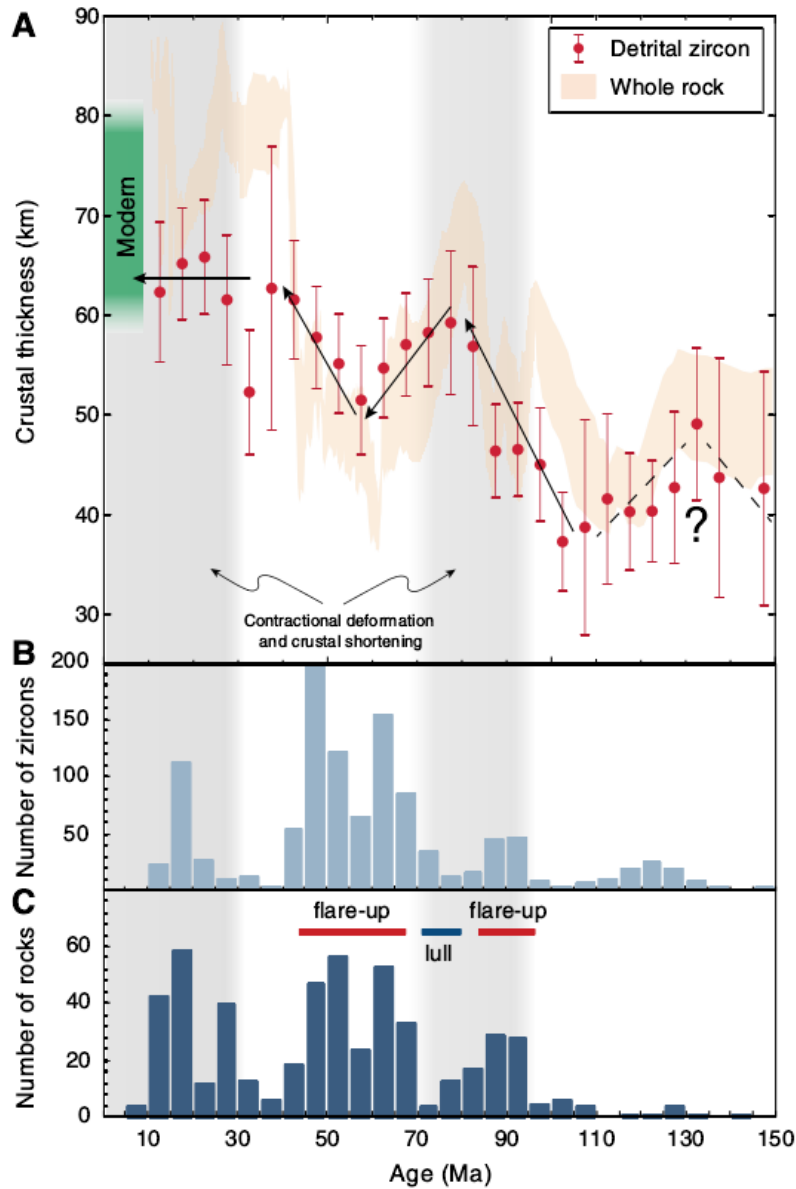 A
90
80
70
60
50
40
30
Crustal thickness (km)
Detrital zircon
Whole rock
Modern
?
Contractional deformation
and crustal shortening
B
200
150
100
50
Number of zircons
C
flare-up
flare-up
lull
60
40
20
0
Number of rocks
10 30 50 70 90 110 130 150
Age (Ma)